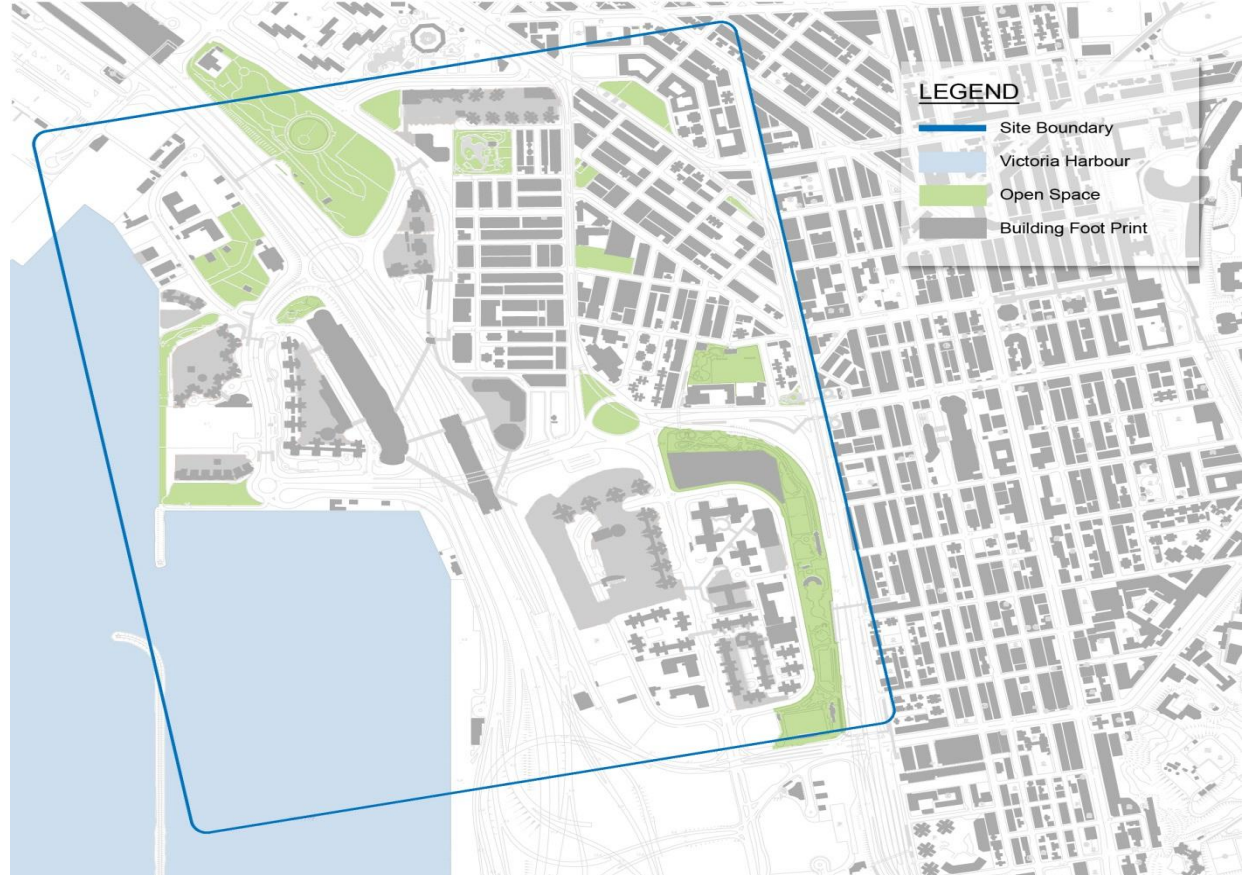 LEGEND
Site Boundary
Victoria Harbour
Open Space
Building Foot Print